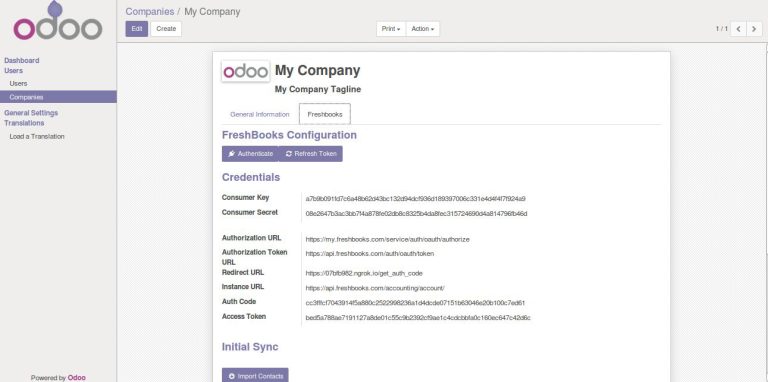 odoo
Companies / My Company
Edit
Create
Print
Action
1 / 1
Dashboard
Users
Users
Companies
General Settings
Translations
Load a Translation
odoo
My Company
My Company Tagline
General Information
Freshbooks
FreshBooks Configuration
Authenticate
Refresh Token
Credentials
Consumer Key
Consumer Secret
Authorization URL
https://my.freshbooks.com/service/auth/oauth/authorize
Authorization Token
https://api.freshbooks.com/auth/oauth/token
URL
Redirect URL
https://07bfb982.ngrok.io/get_auth_code
Instance URL
https://api.freshbooks.com/accounting/account/
Auth Code
Access Token
Initial Sync
Import Contacts
Powered by Odoo